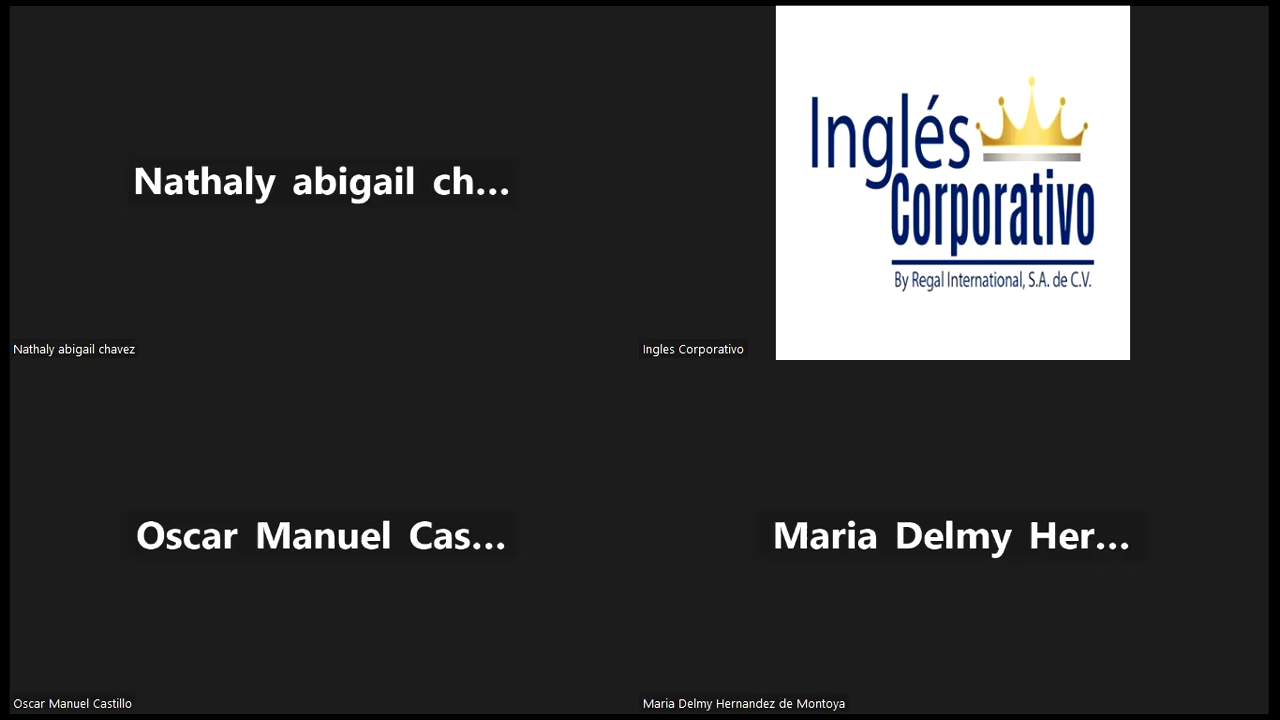 Nathaly abigail ch...
Nathaly abigail chavez
Inglés
Corporativo
By Regal International, S.A. de C.V.
Ingles Corporativo
Oscar Manuel Cas...
Oscar Manuel Castillo
Maria Delmy Her...
Maria Delmy Hernandez de Montoya